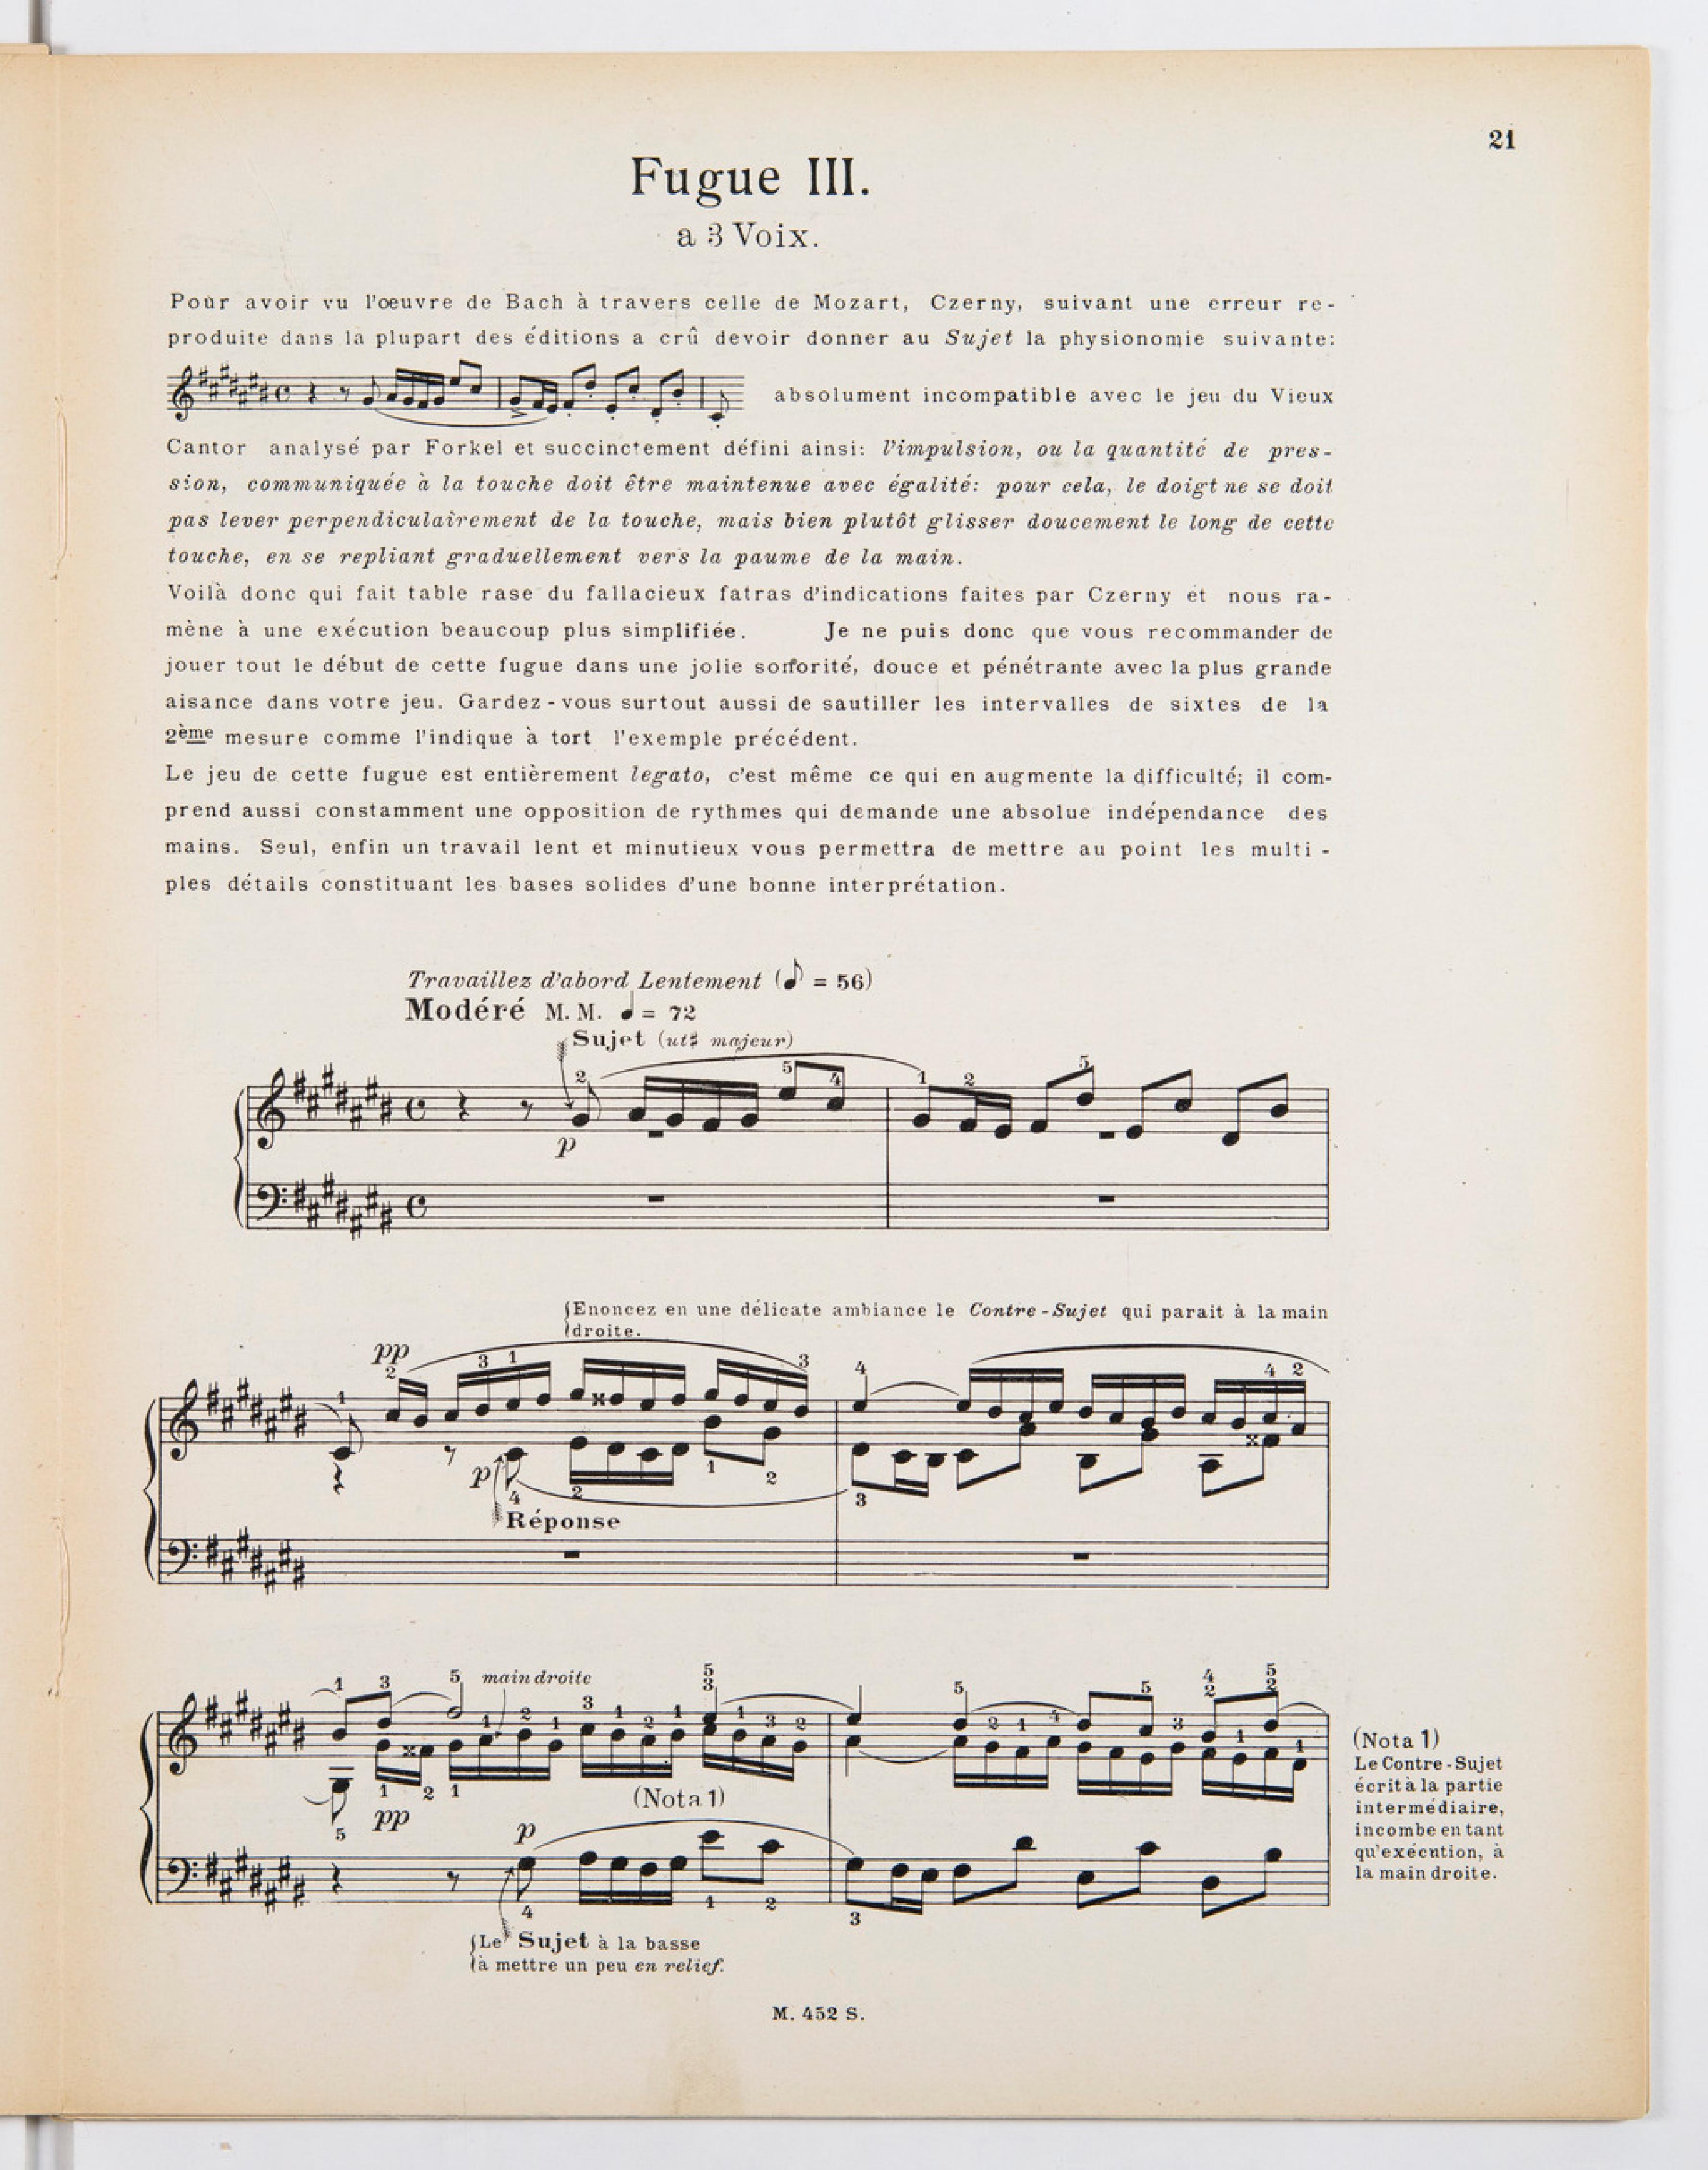 21
Fugue III.
a 3 Voix.
Pour avoir vu l'œuvre de Bach à travers celle de Mozart, Czerny, suivant une erreur re-
produite dans la plupart des éditions a crû devoir donner au Sujet la physionomie suivante:
absolument incompatible avec le jeu du Vieux
Cantor analysé par Forkel et succinctement défini ainsi: l'impulsion, ou la quantité de pres-
sion, communiquée à la touche doit être maintenue avec égalité: pour cela, le doigt ne se doit
pas lever perpendiculairement de la touche, mais bien plutôt glisser doucement le long de cette
touche, en se repliant graduellement vers la paume de la main.
Voilà donc qui fait table rase du fallacieux fatras d'indications faites par Czerny et nous ra-
mène à une exécution beaucoup plus simplifiée. Je ne puis donc que vous recommander de
jouer tout le début de cette fugue dans une jolie sonorité, douce et pénétrante avec la plus grande
aisance dans votre jeu. Gardez-vous surtout aussi de sautiller les intervalles de sixtes de la
2ème mesure comme l'indique à tort l'exemple précédent.
Le jeu de cette fugue est entièrement legato, c'est même ce qui en augmente la difficulté; il com-
prend aussi constamment une opposition de rythmes qui demande une absolue indépendance des
mains. Seul, enfin un travail lent et minutieux vous permettra de mettre au point les multi-
ples détails constituant les bases solides d'une bonne interprétation.
Travaillez d'abord Lentement (♪ = 56)
Modéré M. M. ♩ = 72
Sujet (ut♯ majeur)
2 5 4 1 2 5
p
Enoncez en une délicate ambiance le Contre-Sujet qui parait à la main
droite.
pp
1 2 3 1 3 4 4 2
p
4 2 1 2 3
Réponse
1 3 5 main droite
1 2 1 3 1 2 1 5 3 1 3 2 5 2 1 4 5 3 4 2 1 5 2 1
5 1 2 1
pp
(Nota 1)
p
4 1 2 3
Le Sujet à la basse
à mettre un peu en relief.
(Nota 1)
Le Contre-Sujet
écrit à la partie
intermédiaire,
incombe en tant
qu'exécution, à
la main droite.
M. 452 S.